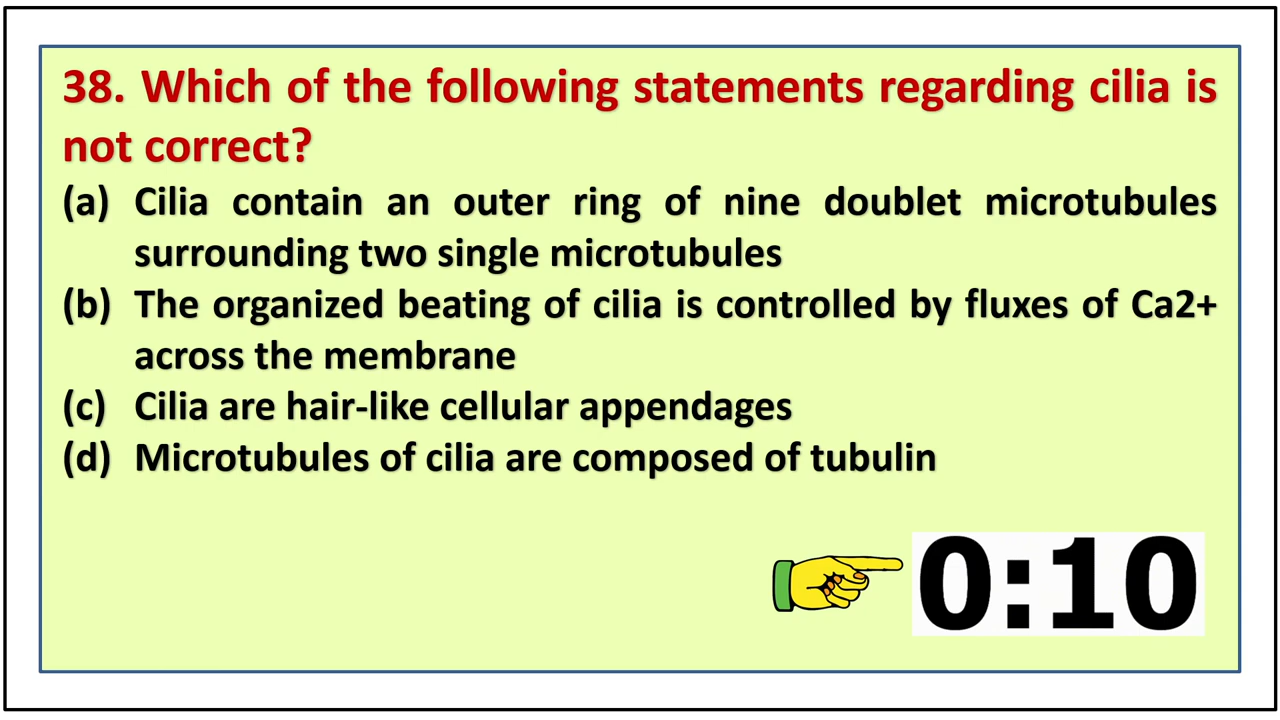 38. Which of the following statements regarding cilia is
not correct?
(a) Cilia contain an outer ring of nine doublet microtubules
surrounding two single microtubules
(b) The organized beating of cilia is controlled by fluxes of Ca2+
across the membrane
(c) Cilia are hair-like cellular appendages
(d) Microtubules of cilia are composed of tubulin
0:10